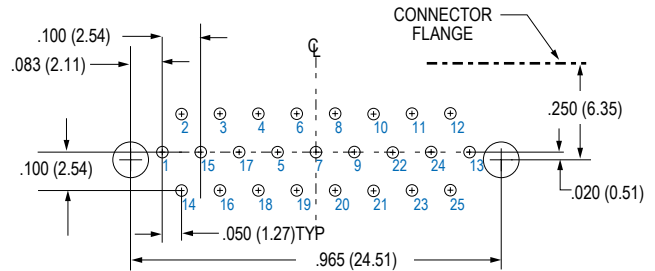 .100 (2.54)
CONNECTOR
FLANGE
.083 (2.11)
℄
.250 (6.35)
2 3 4 6 8 10 11 12
1 15 17 5 7 9 22 24 13
.100 (2.54)
.020 (0.51)
14 16 18 19 20 21 23 25
.050 (1.27)TYP
.965 (24.51)